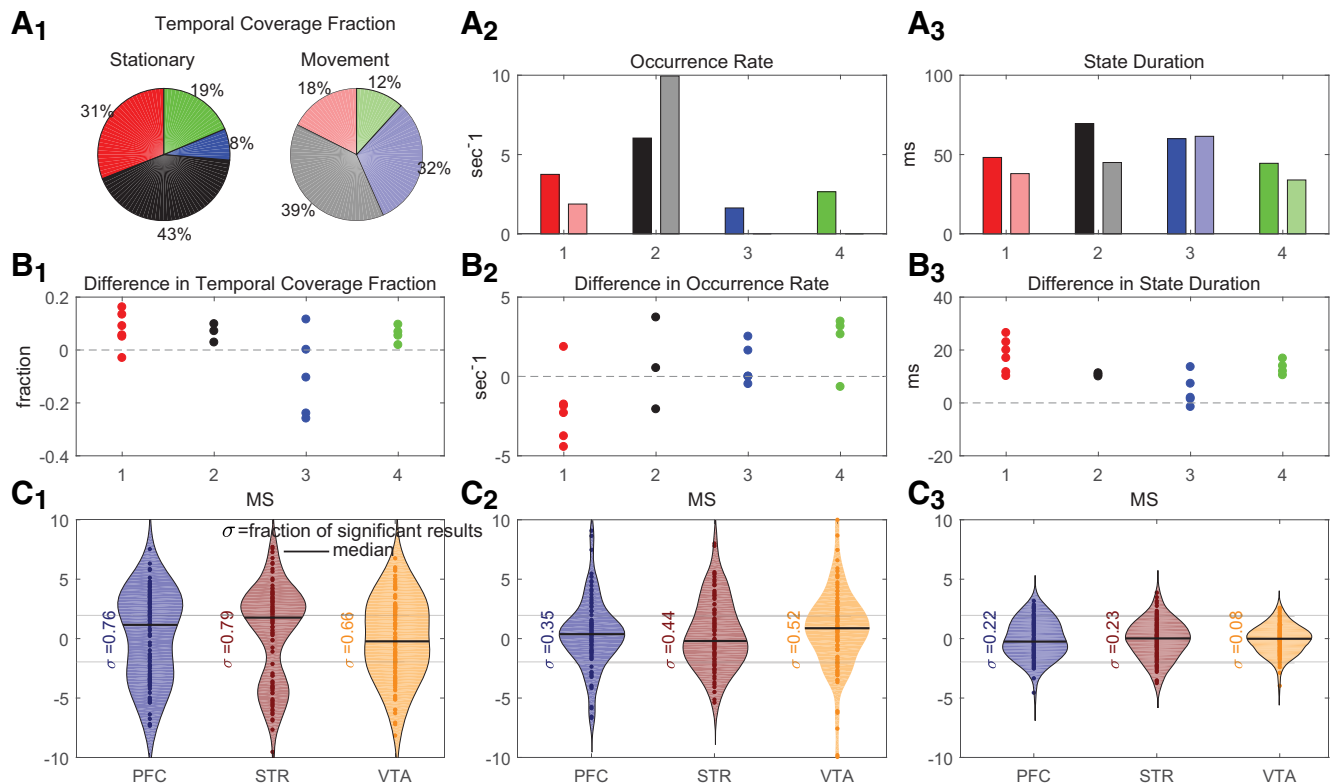 A1
Temporal Coverage Fraction
Stationary
Movement
31%
19%
8%
43%
18%
12%
32%
39%
A2
Occurrence Rate
10
5
0
sec-1
1 2 3 4
A3
State Duration
100
50
0
ms
1 2 3 4
B1
Difference in Temporal Coverage Fraction
0.2
0
-0.2
-0.4
fraction
1 2 3 4
B2
Difference in Occurrence Rate
5
0
-5
sec-1
1 2 3 4
B3
Difference in State Duration
40
20
0
-20
ms
1 2 3 4
C1
MS
σ =fraction of significant results
median
10
5
0
-5
-10
σ =0.76
σ =0.79
σ =0.66
PFC STR VTA
C2
MS
10
5
0
-5
-10
σ =0.35
σ =0.44
σ =0.52
PFC STR VTA
C3
MS
10
5
0
-5
-10
σ =0.22
σ =0.23
σ =0.08
PFC STR VTA